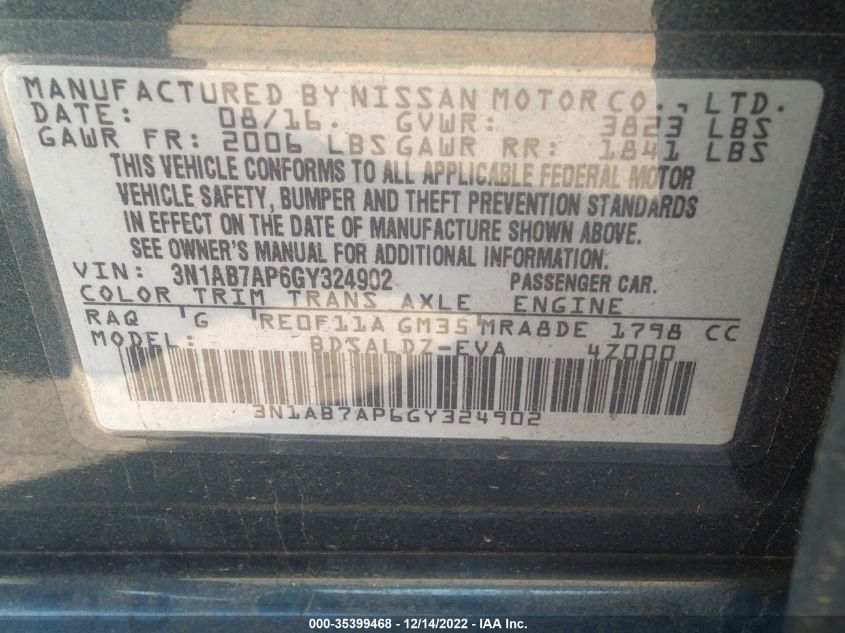 MANUFACTURED BY NISSAN MOTOR CO., LTD.
DATE: 08/16. GVWR: 3823 LBS
GAWR FR: 2006 LBS GAWR RR: 1841 LBS
THIS VEHICLE CONFORMS TO ALL APPLICABLE FEDERAL MOTOR
VEHICLE SAFETY, BUMPER AND THEFT PREVENTION STANDARDS
IN EFFECT ON THE DATE OF MANUFACTURE SHOWN ABOVE.
SEE OWNER'S MANUAL FOR ADDITIONAL INFORMATION.
VIN: 3N1AB7AP6GY324902 PASSENGER CAR.
COLOR TRIM TRANS AXLE ENGINE
RAQ G RE0F11A GM35 MRA8DE 1798 CC
MODEL: BDSALDZ-EVA 4Z000
3N1AB7AP6GY324902
000-35399468 - 12/14/2022 - IAA Inc.